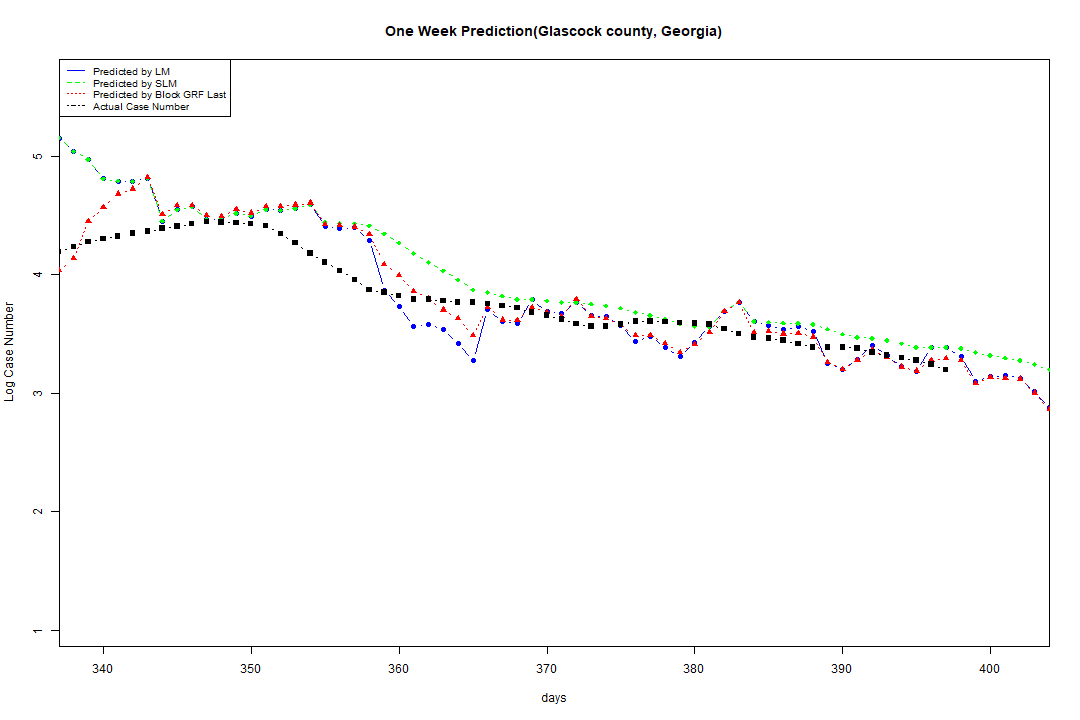 One Week Prediction(Glascock county, Georgia)
Predicted by LM
Predicted by SLM
Predicted by Block GRF Last
Actual Case Number
5
4
3
2
1
Log Case Number
340 350 360 370 380 390 400
days